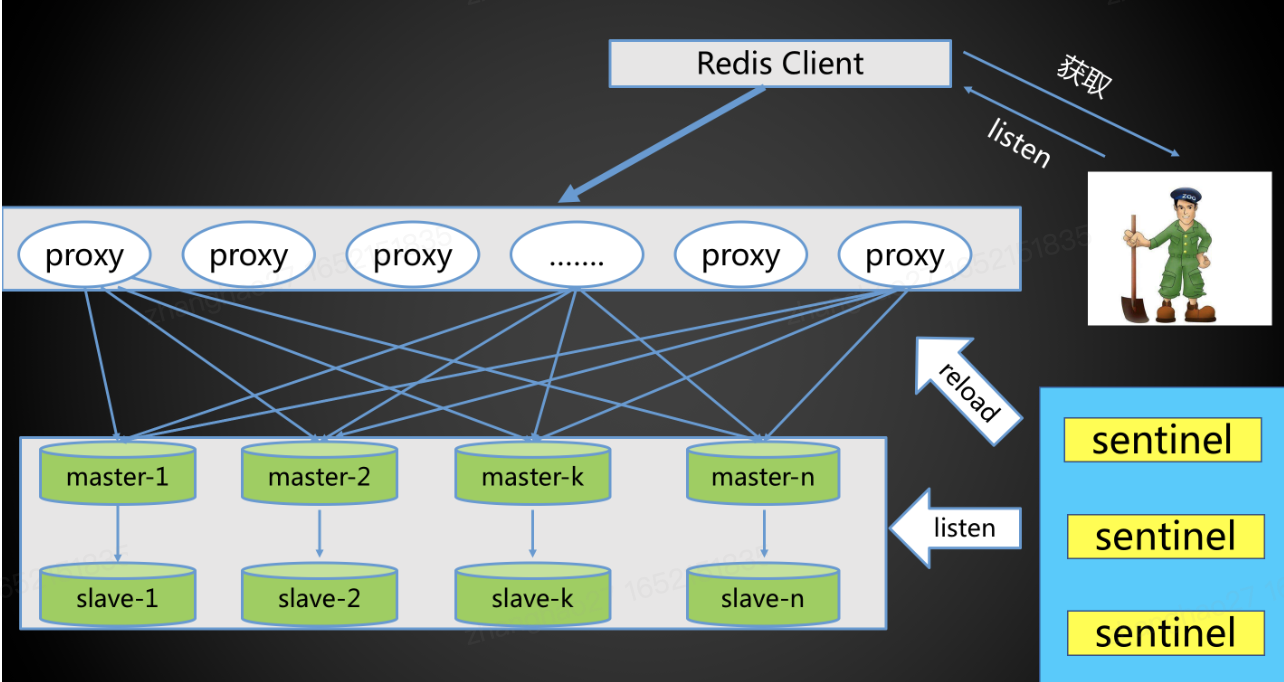 Redis Client
获取
listen
ZOO
proxy
proxy
proxy
.......
proxy
proxy
reload
sentinel
master-1
master-2
master-k
master-n
listen
sentinel
slave-1
slave-2
slave-k
slave-n
sentinel